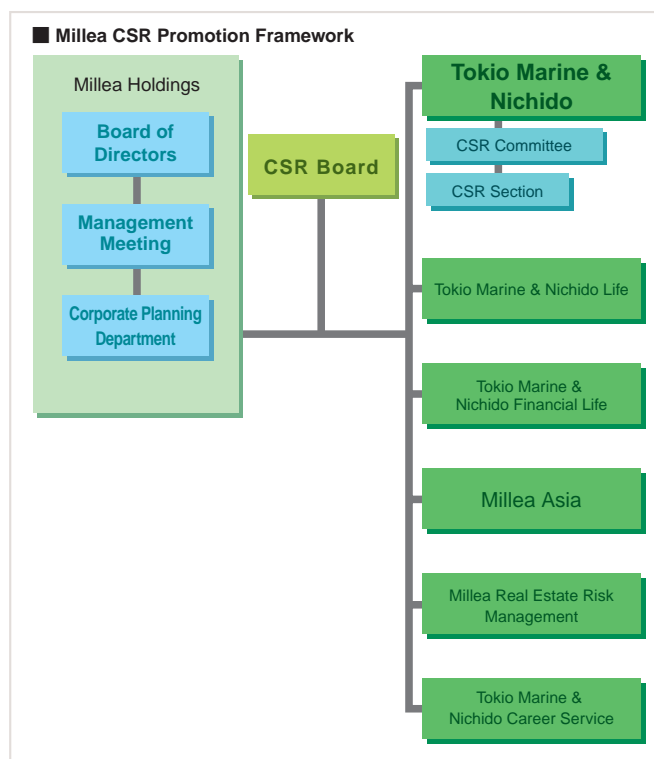 ■ Millea CSR Promotion Framework
Millea Holdings
Board of
Directors
Management
Meeting
Corporate Planning
Department
CSR Board
Tokio Marine &
Nichido
CSR Committee
CSR Section
Tokio Marine & Nichido Life
Tokio Marine &
Nichido Financial Life
Millea Asia
Millea Real Estate Risk
Management
Tokio Marine &
Nichido Career Service